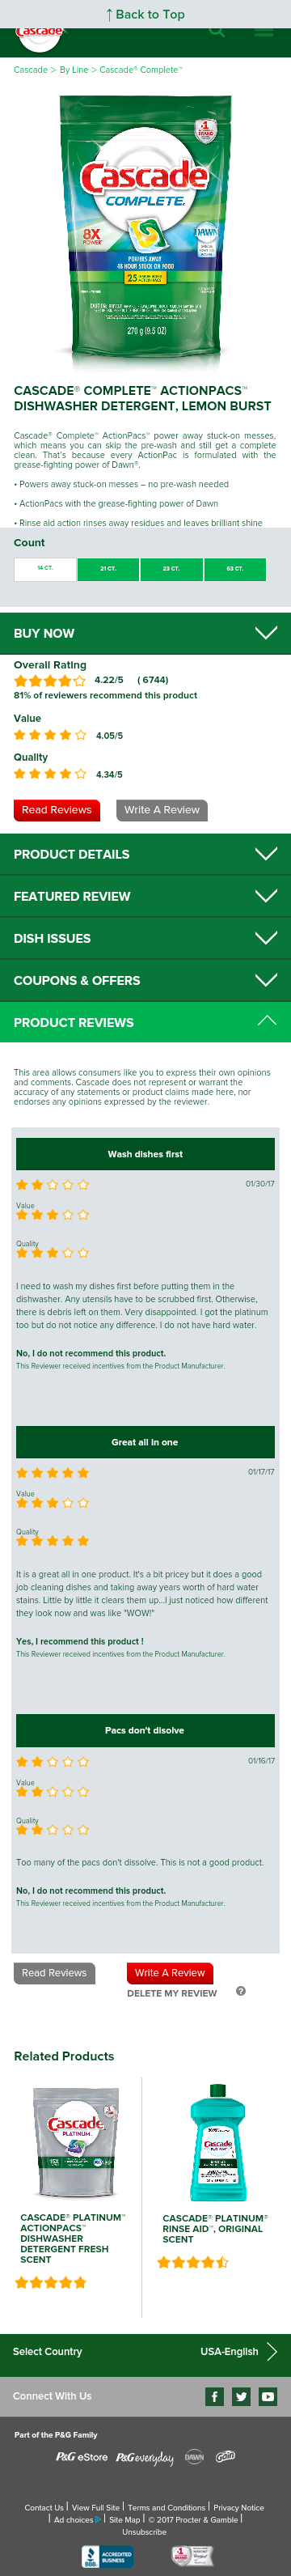 ↑ Back to Top
Cascade
Cascade > By Line > Cascade® Complete™
Cascade
COMPLETE
8X
POWER
DAWN
POWERS AWAY
48 HOUR STUCK-ON FOOD
25
270 g (9.5 OZ)
CASCADE® COMPLETE™ ACTIONPACS™
DISHWASHER DETERGENT, LEMON BURST
Cascade® Complete™ ActionPacs™ power away stuck-on messes,
which means you can skip the pre-wash and still get a complete
clean. That's because every ActionPac is formulated with the
grease-fighting power of Dawn®.
• Powers away stuck-on messes – no pre-wash needed
• ActionPacs with the grease-fighting power of Dawn
• Rinse aid action rinses away residues and leaves brilliant shine
Count
14 CT.
21 CT.
23 CT.
63 CT.
BUY NOW
Overall Rating
4.22/5 ( 6744)
81% of reviewers recommend this product
Value
4.05/5
Quality
4.34/5
Read Reviews
Write A Review
PRODUCT DETAILS
FEATURED REVIEW
DISH ISSUES
COUPONS & OFFERS
PRODUCT REVIEWS
This area allows consumers like you to express their own opinions
and comments. Cascade does not represent or warrant the
accuracy of any statements or product claims made here, nor
endorses any opinions expressed by the reviewer.
Wash dishes first
01/30/17
Value
Quality
I need to wash my dishes first before putting them in the
dishwasher. Any utensils have to be scrubbed first. Otherwise,
there is debris left on them. Very disappointed. I got the platinum
too but do not notice any difference. I do not have hard water.
No, I do not recommend this product.
This Reviewer received incentives from the Product Manufacturer.
Great all in one
01/17/17
Value
Quality
It is a great all in one product. It's a bit pricey but it does a good
job cleaning dishes and taking away years worth of hard water
stains. Little by little it clears them up...I just noticed how different
they look now and was like "WOW!"
Yes, I recommend this product !
This Reviewer received incentives from the Product Manufacturer.
Pacs don't disolve
01/16/17
Value
Quality
Too many of the pacs don't dissolve. This is not a good product.
No, I do not recommend this product.
This Reviewer received incentives from the Product Manufacturer.
Read Reviews
Write A Review
DELETE MY REVIEW ?
Related Products
Cascade
PLATINUM
Cascade
CASCADE® PLATINUM™
ACTIONPACS™
DISHWASHER
DETERGENT FRESH
SCENT
CASCADE® PLATINUM®
RINSE AID™, ORIGINAL
SCENT
Select Country
USA-English
Connect With Us
Part of the P&G Family
P&G eStore
P&G everyday
DAWN
Gain
Contact Us | View Full Site | Terms and Conditions | Privacy Notice
| Ad choices | Site Map | © 2017 Procter & Gamble |
Unsubscribe
BBB
ACCREDITED
BUSINESS